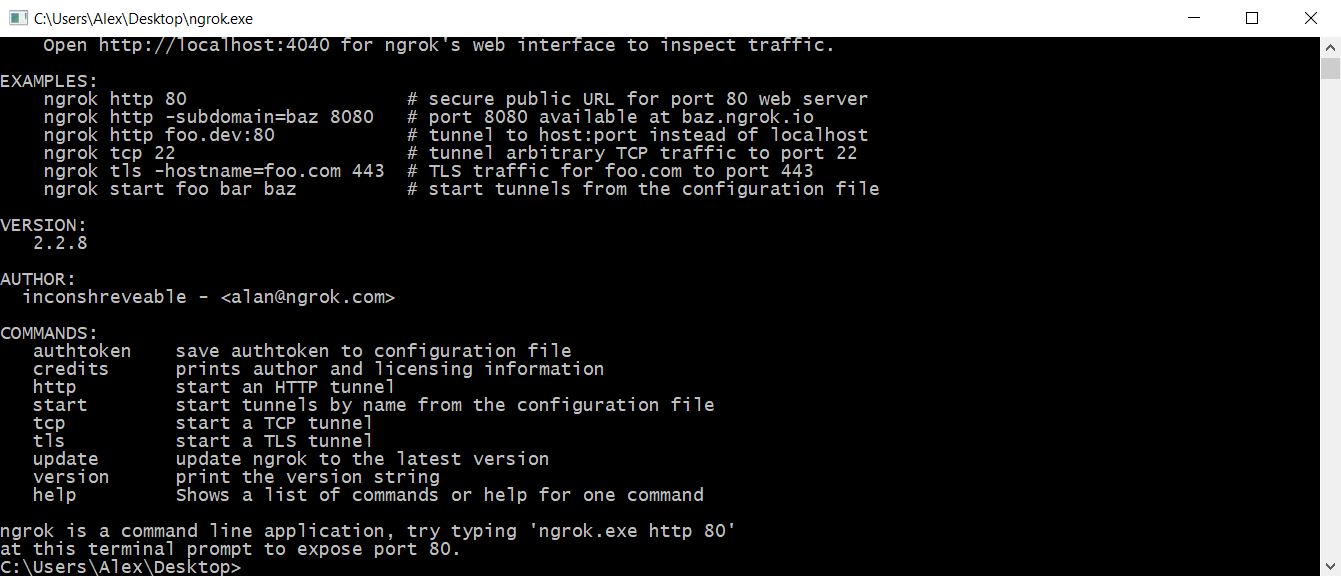 C:\Users\Alex\Desktop\ngrok.exe
    Open http://localhost:4040 for ngrok's web interface to inspect traffic.

EXAMPLES:
    ngrok http 80                    # secure public URL for port 80 web server
    ngrok http -subdomain=baz 8080   # port 8080 available at baz.ngrok.io
    ngrok http foo.dev:80            # tunnel to host:port instead of localhost
    ngrok tcp 22                     # tunnel arbitrary TCP traffic to port 22
    ngrok tls -hostname=foo.com 443  # TLS traffic for foo.com to port 443
    ngrok start foo bar baz          # start tunnels from the configuration file

VERSION:
   2.2.8

AUTHOR:
  inconshreveable - <alan@ngrok.com>

COMMANDS:
   authtoken    save authtoken to configuration file
   credits      prints author and licensing information
   http         start an HTTP tunnel
   start        start tunnels by name from the configuration file
   tcp          start a TCP tunnel
   tls          start a TLS tunnel
   update       update ngrok to the latest version
   version      print the version string
   help         Shows a list of commands or help for one command

ngrok is a command line application, try typing 'ngrok.exe http 80'
at this terminal prompt to expose port 80.
C:\Users\Alex\Desktop>